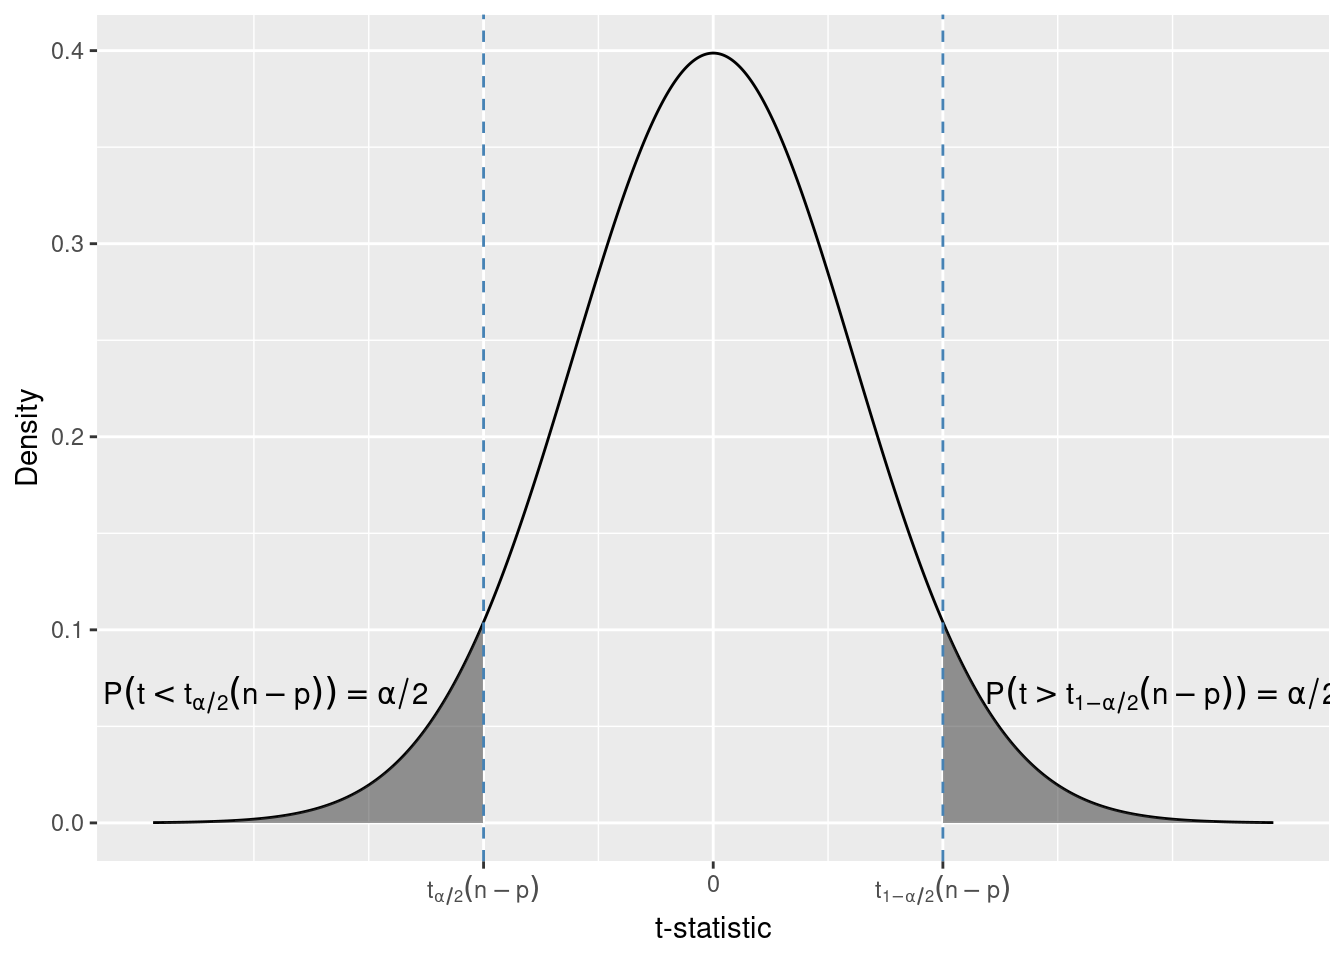 0.4
0.3
Density
0.2
0.1
P(t < tα/2(n − p)) = α/2
P(t > t1−α/2(n − p)) = α/2
0.0
tα/2(n − p)
0
t1−α/2(n − p)
t-statistic